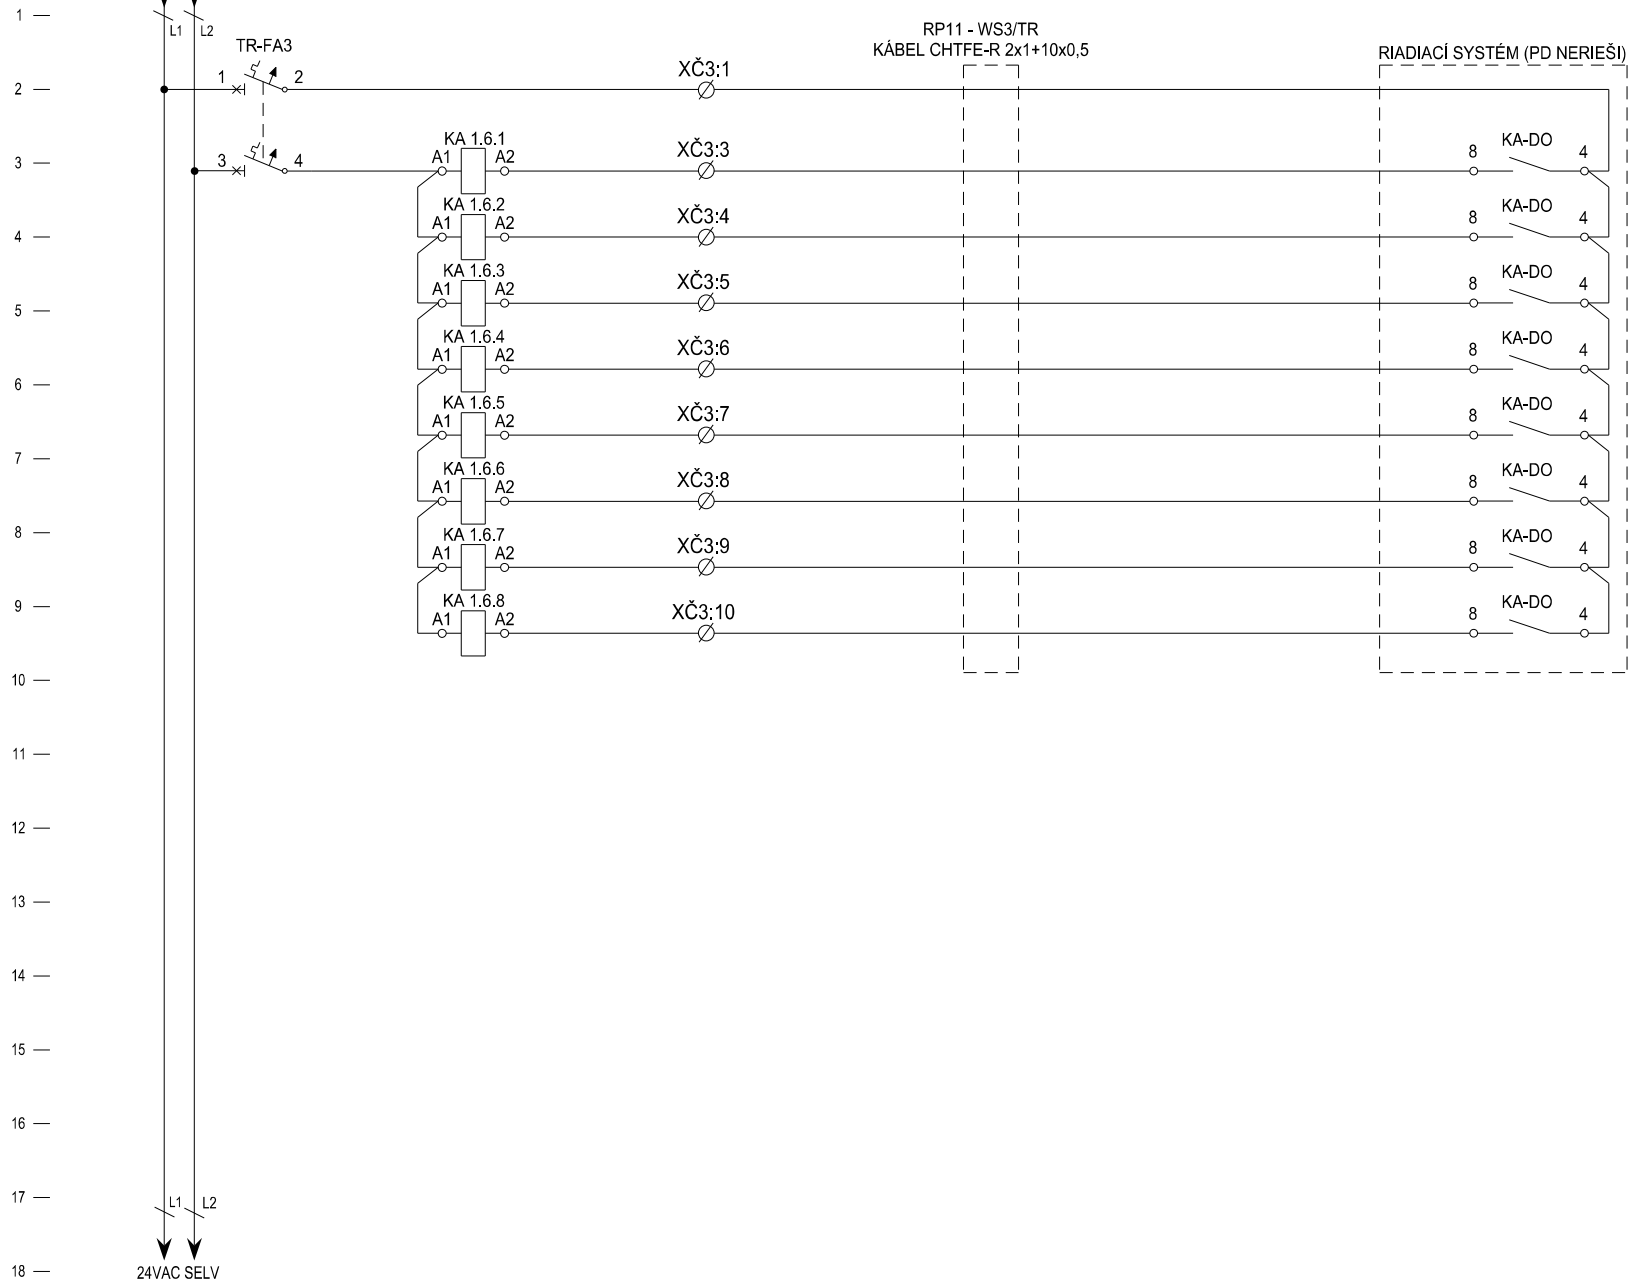 1
L1 L2
RP11 - WS3/TR
KÁBEL CHTFE-R 2x1+10x0,5
RIADIACÍ SYSTÉM (PD NERIEŠI)
TR-FA3
2
1 2
XČ3:1
3
3 4
KA 1.6.1
A1 A2
XČ3:3
8 KA-DO 4
4
KA 1.6.2
A1 A2
XČ3:4
8 KA-DO 4
5
KA 1.6.3
A1 A2
XČ3:5
8 KA-DO 4
6
KA 1.6.4
A1 A2
XČ3:6
8 KA-DO 4
7
KA 1.6.5
A1 A2
XČ3:7
8 KA-DO 4
8
KA 1.6.6
A1 A2
XČ3:8
8 KA-DO 4
9
KA 1.6.7
A1 A2
XČ3:9
8 KA-DO 4
KA 1.6.8
A1 A2
XČ3:10
8 KA-DO 4
10
11
12
13
14
15
16
17
L1 L2
18
24VAC SELV